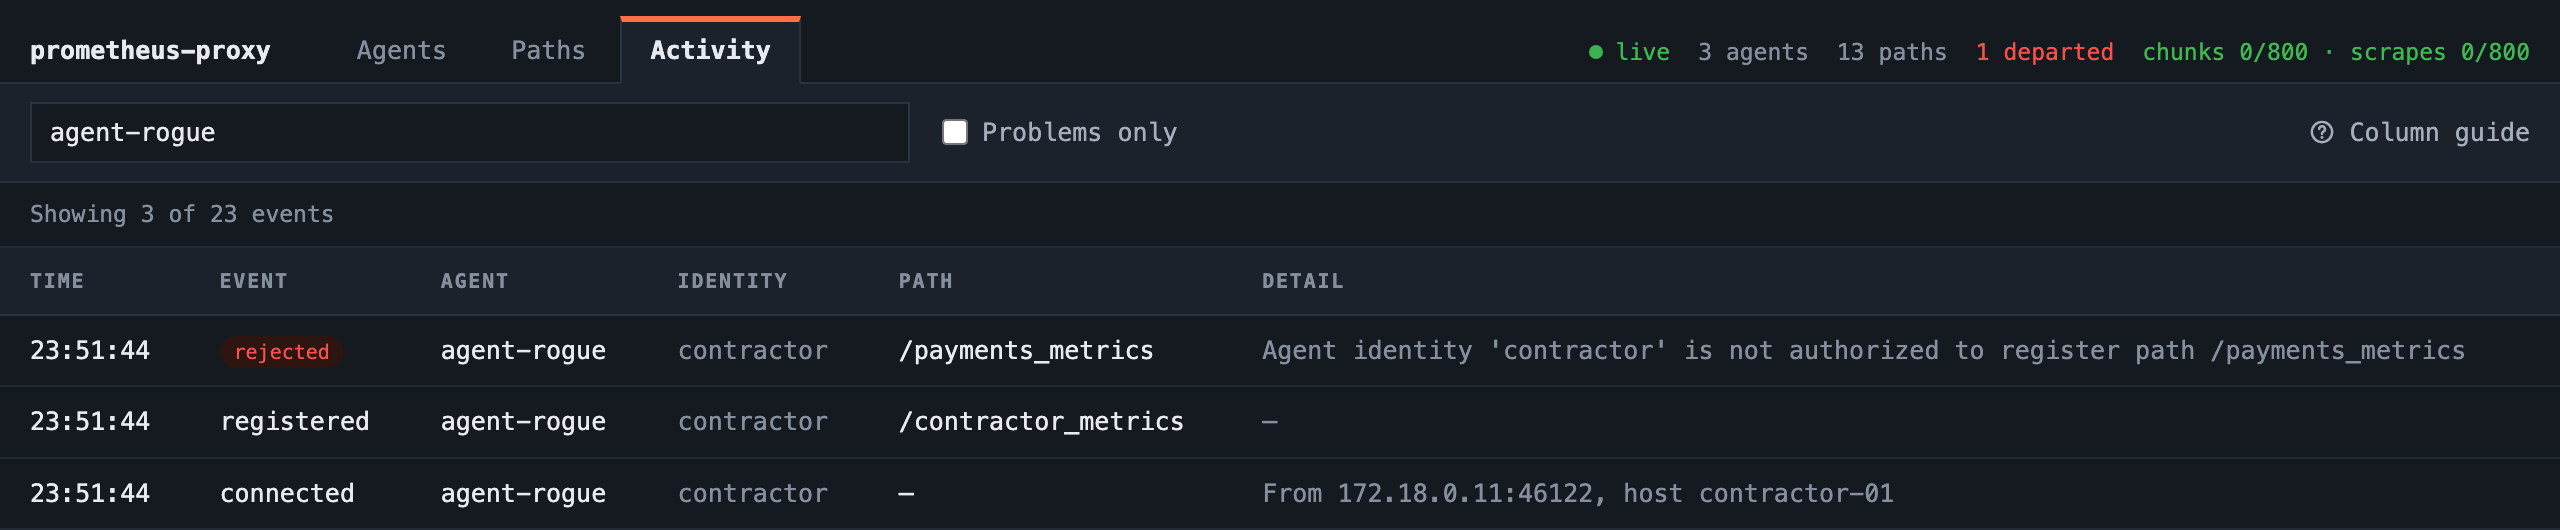 prometheus-proxy Agents Paths Activity live 3 agents 13 paths 1 departed chunks 0/800 · scrapes 0/800
agent-rogue Problems only Column guide
Showing 3 of 23 events
TIME EVENT AGENT IDENTITY PATH DETAIL
23:51:44 rejected agent-rogue contractor /payments_metrics Agent identity 'contractor' is not authorized to register path /payments_metrics
23:51:44 registered agent-rogue contractor /contractor_metrics —
23:51:44 connected agent-rogue contractor — From 172.18.0.11:46122, host contractor-01